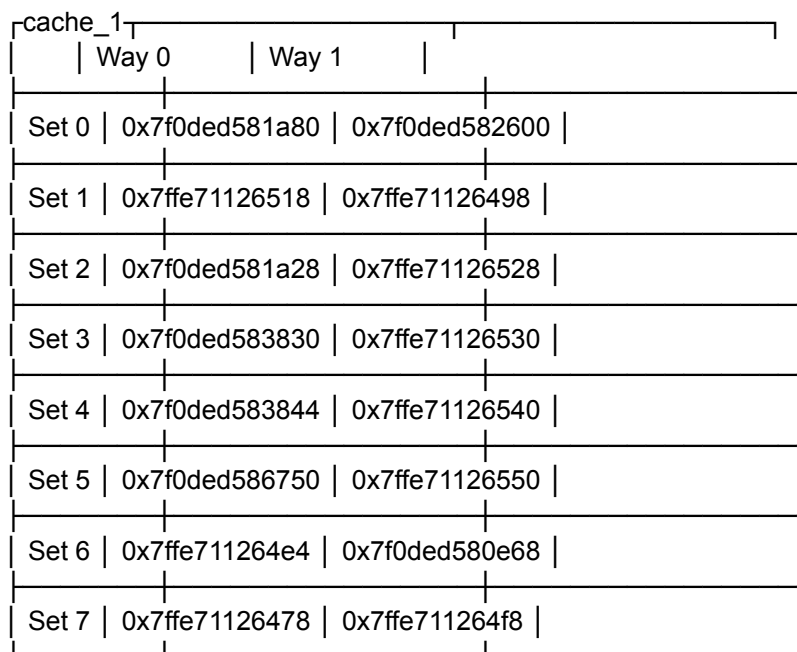 cache_1
Way 0 Way 1
Set 0 0x7f0ded581a80 0x7f0ded582600
Set 1 0x7ffe71126518 0x7ffe71126498
Set 2 0x7f0ded581a28 0x7ffe71126528
Set 3 0x7f0ded583830 0x7ffe71126530
Set 4 0x7f0ded583844 0x7ffe71126540
Set 5 0x7f0ded586750 0x7ffe71126550
Set 6 0x7ffe711264e4 0x7f0ded580e68
Set 7 0x7ffe71126478 0x7ffe711264f8